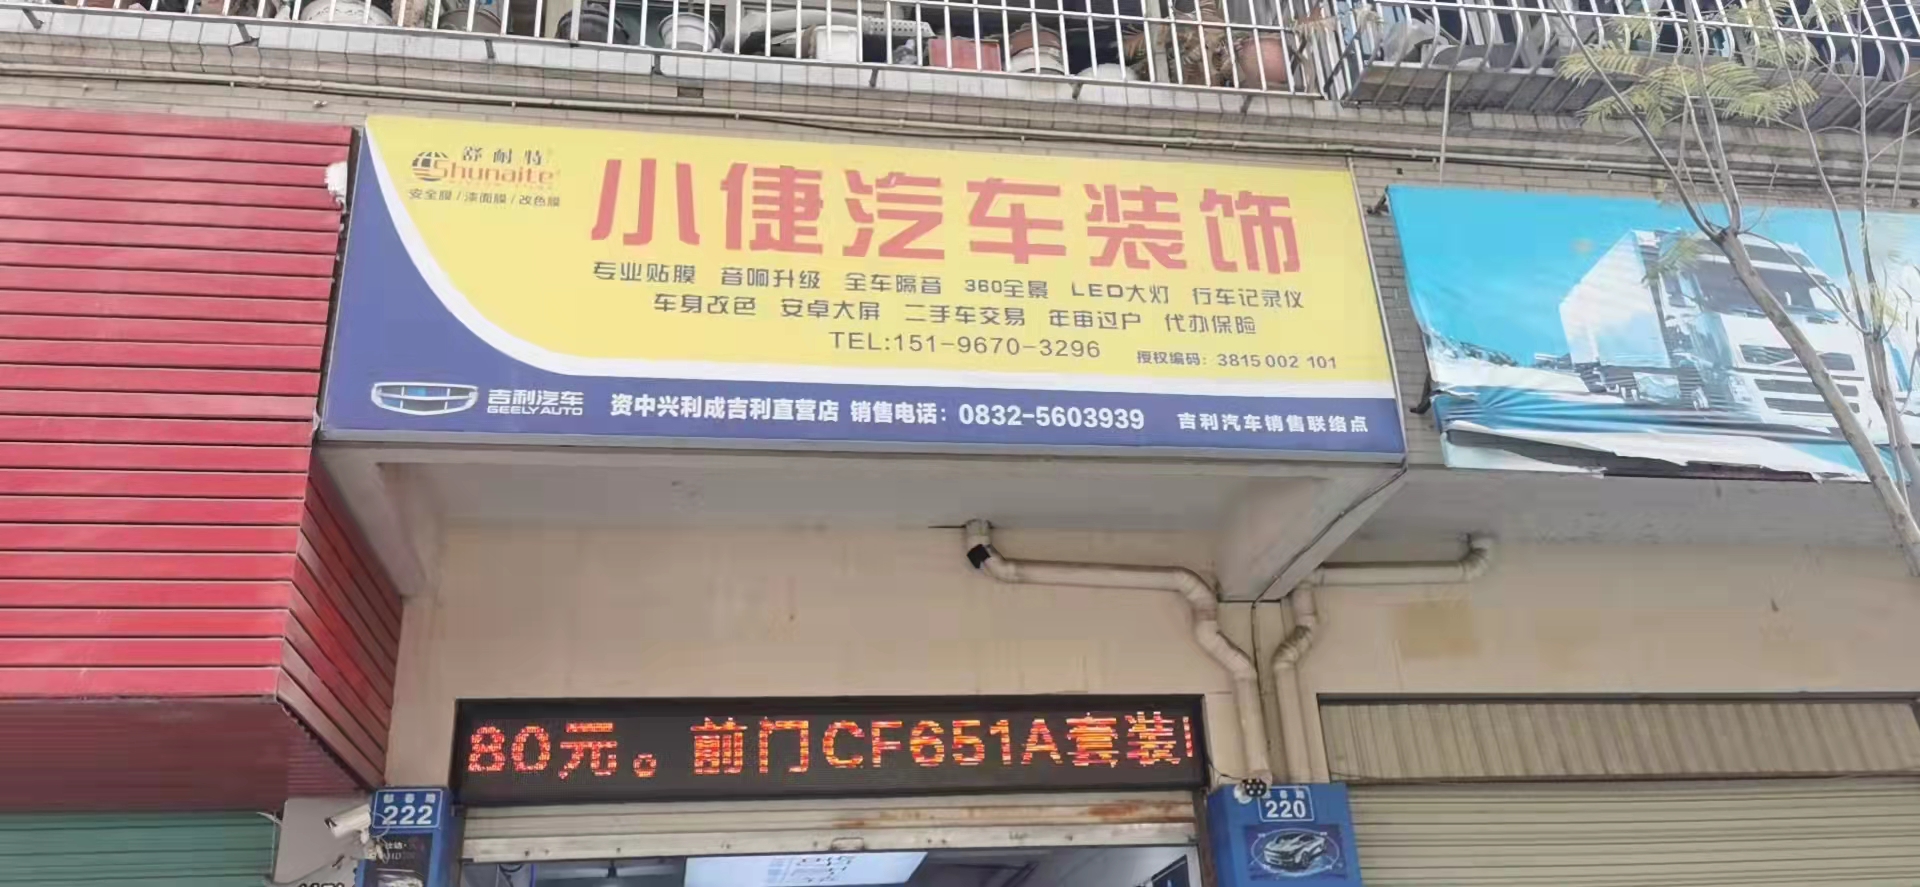 舒耐特
Shunaite
安全膜/漆面膜/改色膜
小倢汽车装饰
专业贴膜 音响升级 全车隔音 360全景 LED大灯 行车记录仪
车身改色 安卓大屏 二手车交易 年审过户 代办保险
TEL:151-9670-3296
授权编码：3815 002 101
吉利汽车
GEELY AUTO
资中兴利成吉利直营店 销售电话：0832-5603939
吉利汽车销售联络点
80元。前门CF651A套装
222
220